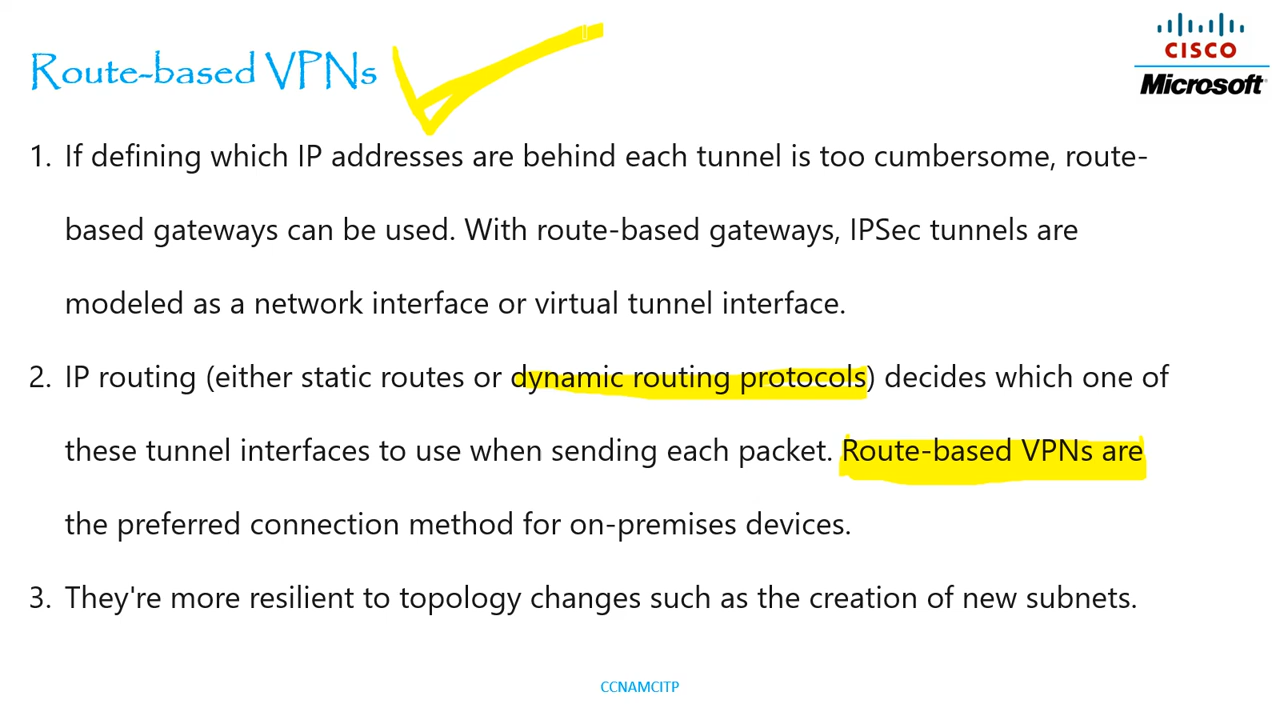 CISCO
Microsoft
Route-based VPNs
1. If defining which IP addresses are behind each tunnel is too cumbersome, route-
based gateways can be used. With route-based gateways, IPSec tunnels are
modeled as a network interface or virtual tunnel interface.
2. IP routing (either static routes or dynamic routing protocols) decides which one of
these tunnel interfaces to use when sending each packet. Route-based VPNs are
the preferred connection method for on-premises devices.
3. They're more resilient to topology changes such as the creation of new subnets.
CCNAMCITP